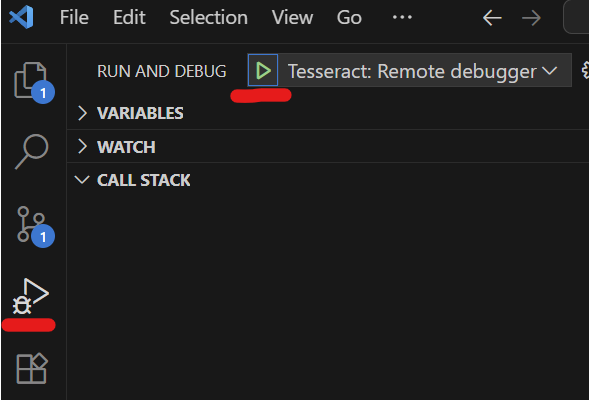 File Edit Selection View Go ...
RUN AND DEBUG Tesseract: Remote debugger
1
VARIABLES
WATCH
CALL STACK
1